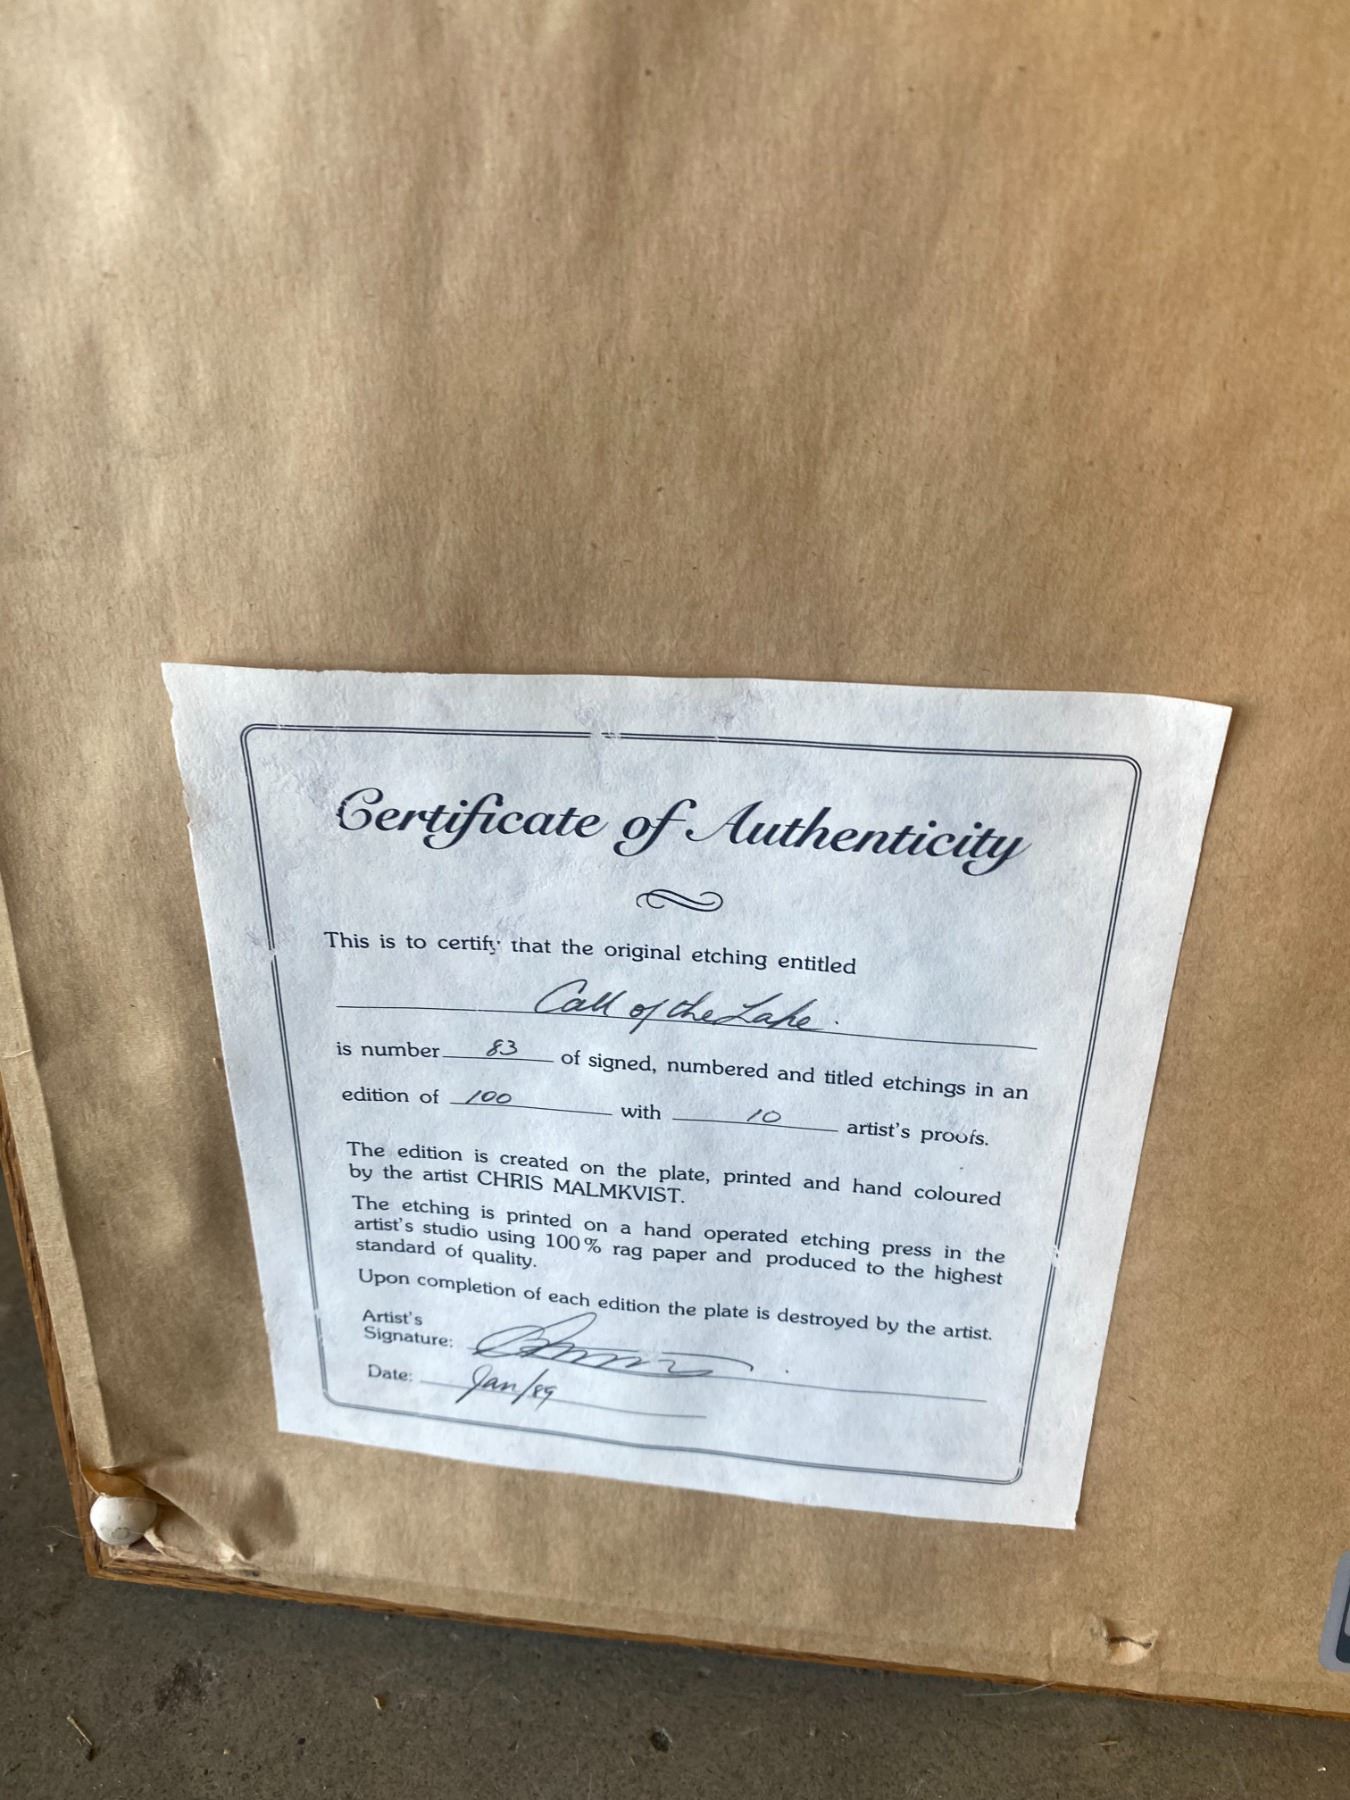 Certificate of Authenticity
This is to certify that the original etching entitled
Call of the Lake.
is number 83 of signed, numbered and titled etchings in an
edition of 100 with 10 artist's proofs.
The edition is created on the plate, printed and hand coloured
by the artist CHRIS MALMKVIST.
The etching is printed on a hand operated etching press in the
artist's studio using 100% rag paper and produced to the highest
standard of quality.
Upon completion of each edition the plate is destroyed by the artist.
Artist's
Signature:
Date: Jan/89